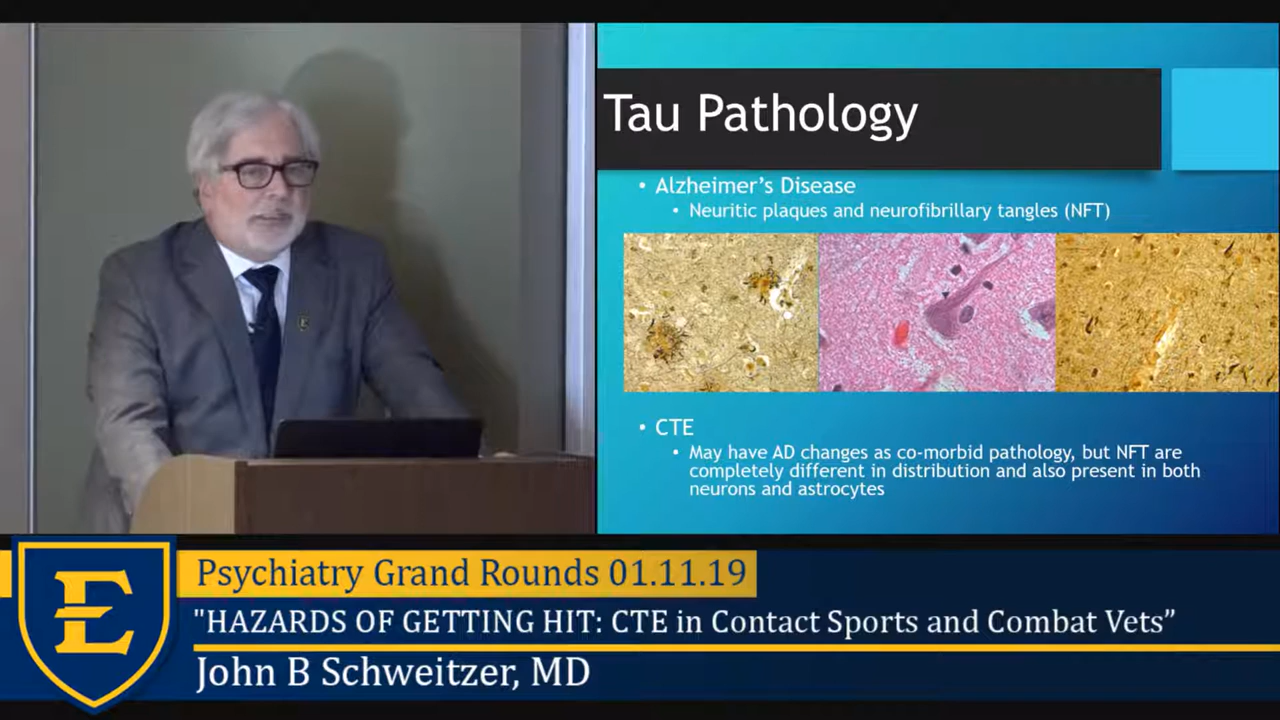 Tau Pathology
• Alzheimer's Disease
• Neuritic plaques and neurofibrillary tangles (NFT)
• CTE
• May have AD changes as co-morbid pathology, but NFT are
completely different in distribution and also present in both
neurons and astrocytes
E
Psychiatry Grand Rounds 01.11.19
"HAZARDS OF GETTING HIT: CTE in Contact Sports and Combat Vets”
John B Schweitzer, MD